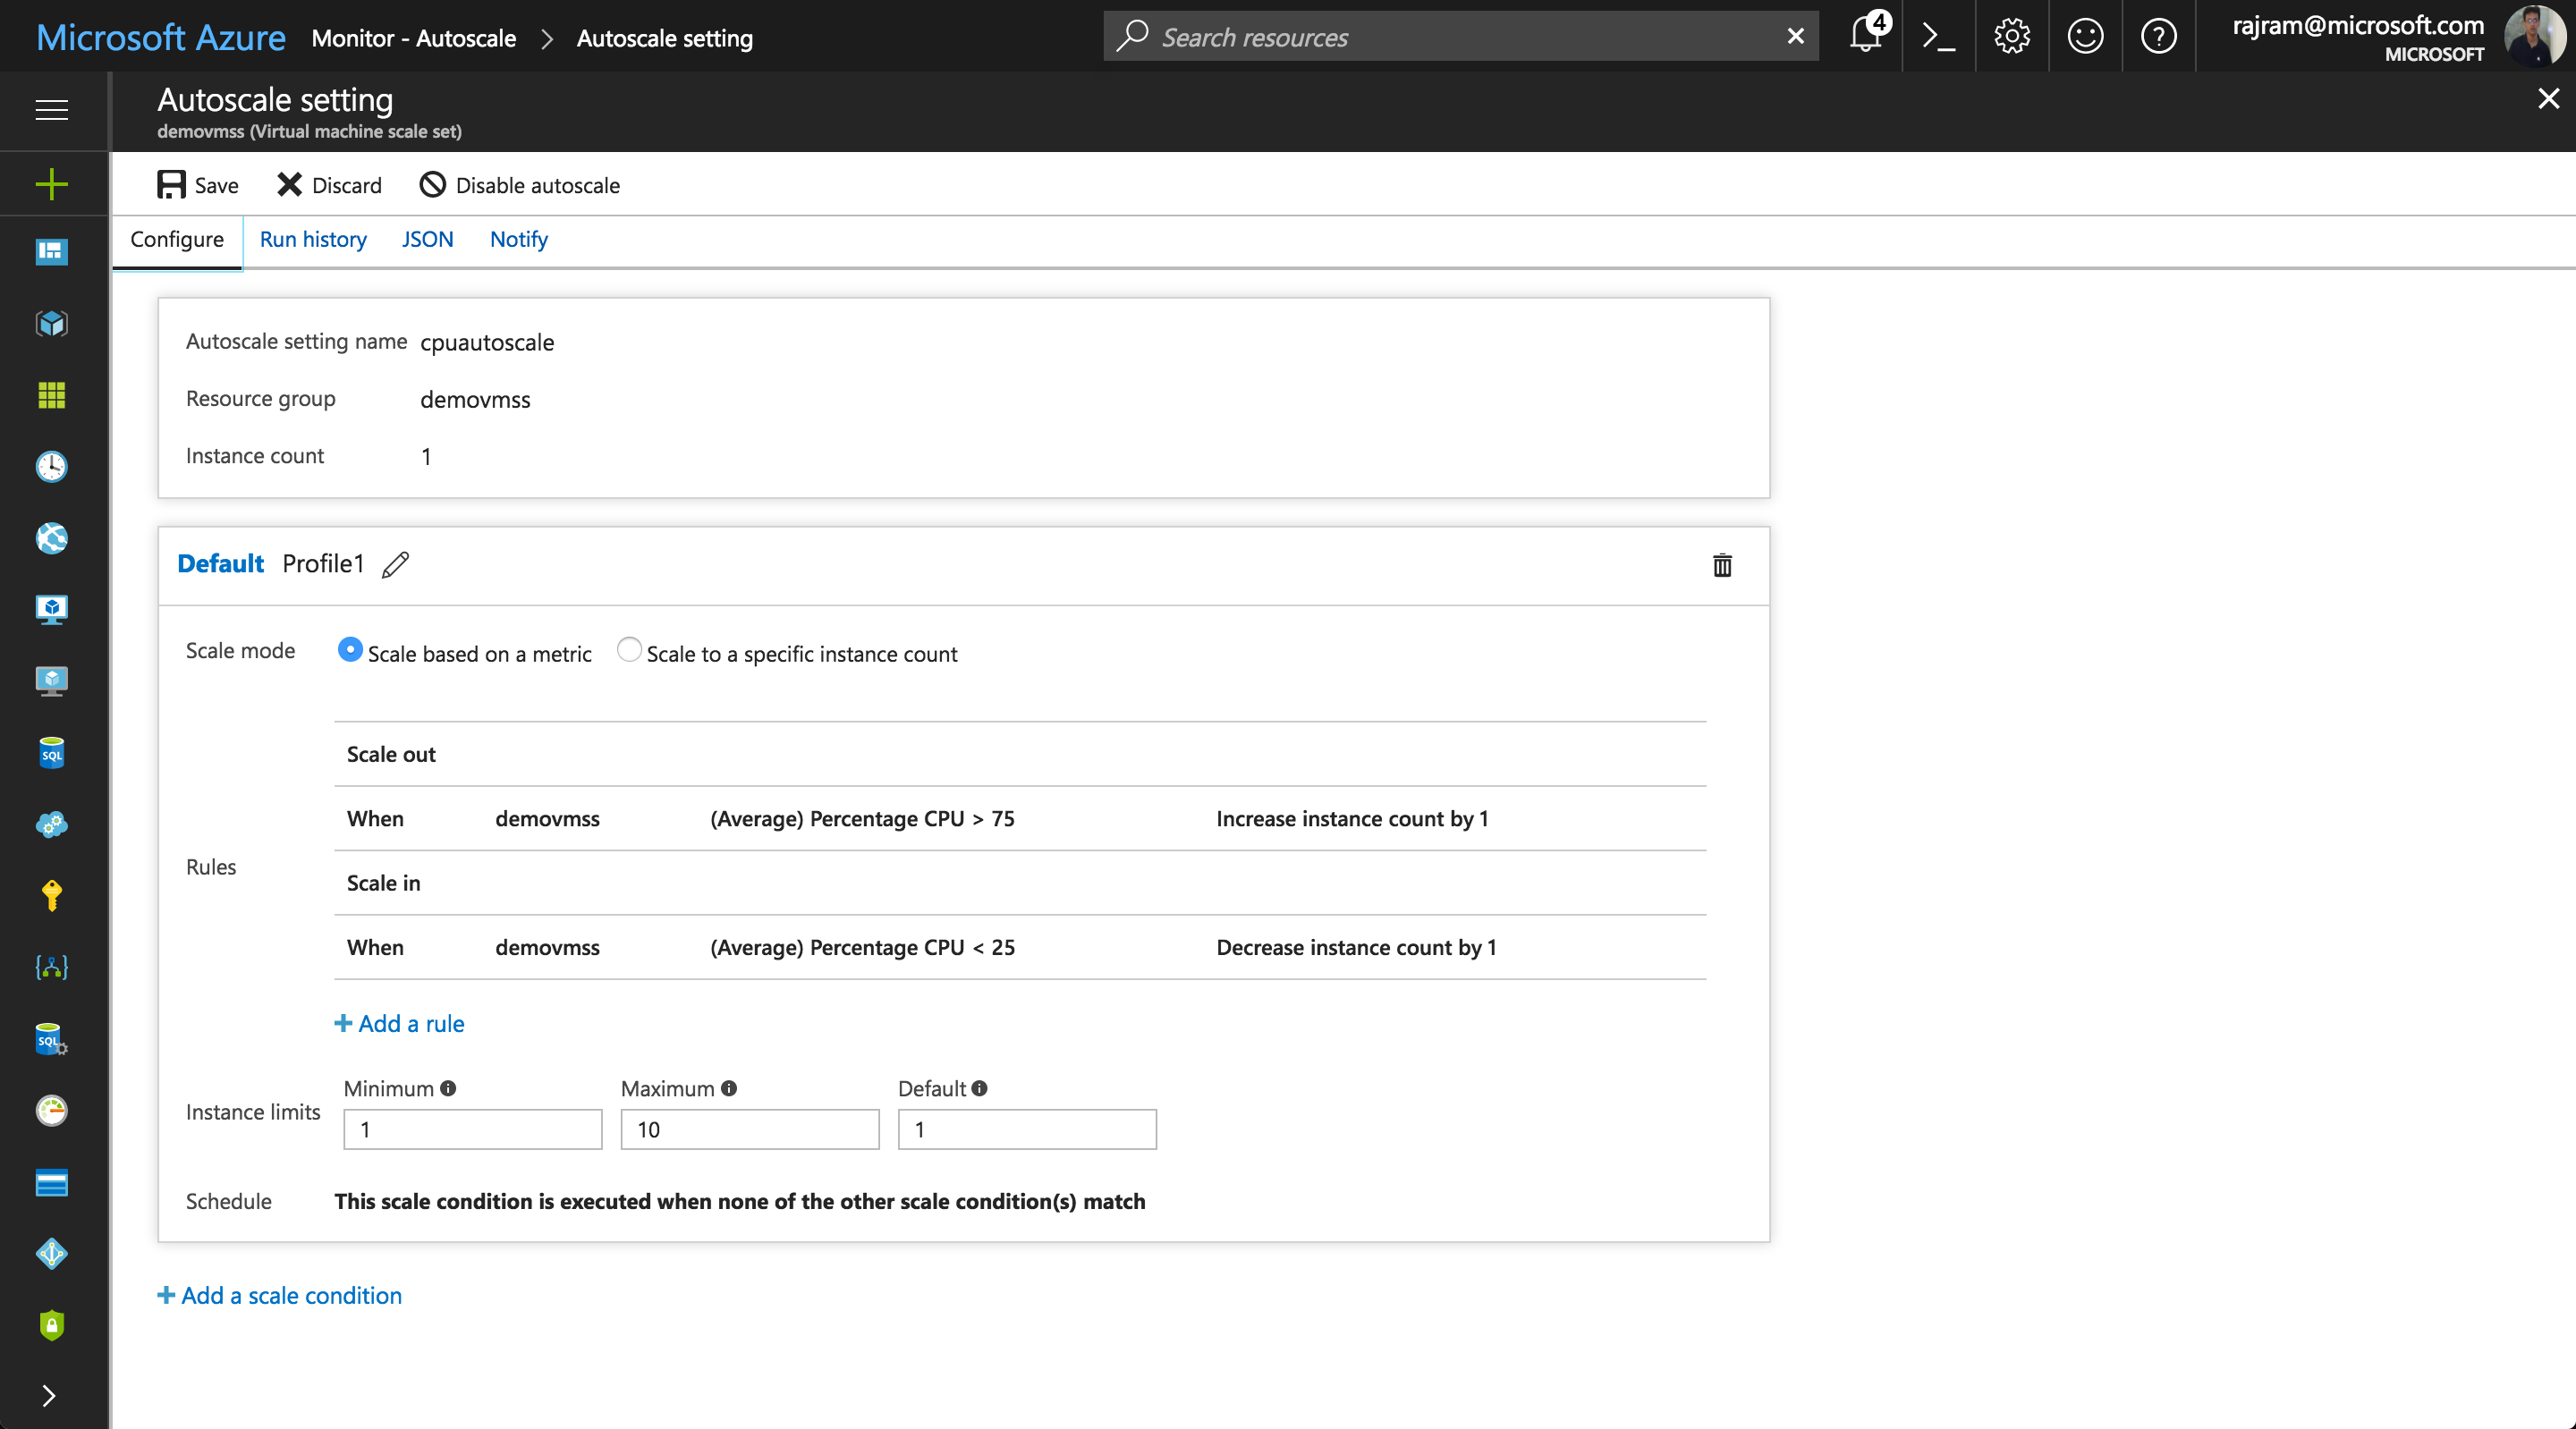 Microsoft Azure Monitor - Autoscale > Autoscale setting
Search resources
4
rajram@microsoft.com
MICROSOFT
Autoscale setting
demovmss (Virtual machine scale set)
Save Discard Disable autoscale
Configure Run history JSON Notify
Autoscale setting name cpuautoscale
Resource group demovmss
Instance count 1
Default Profile1
Scale mode Scale based on a metric Scale to a specific instance count
Scale out
When demovmss (Average) Percentage CPU > 75 Increase instance count by 1
Rules
Scale in
When demovmss (Average) Percentage CPU < 25 Decrease instance count by 1
+ Add a rule
Minimum Maximum Default
Instance limits 1 10 1
Schedule This scale condition is executed when none of the other scale condition(s) match
+ Add a scale condition
SQL
SQL